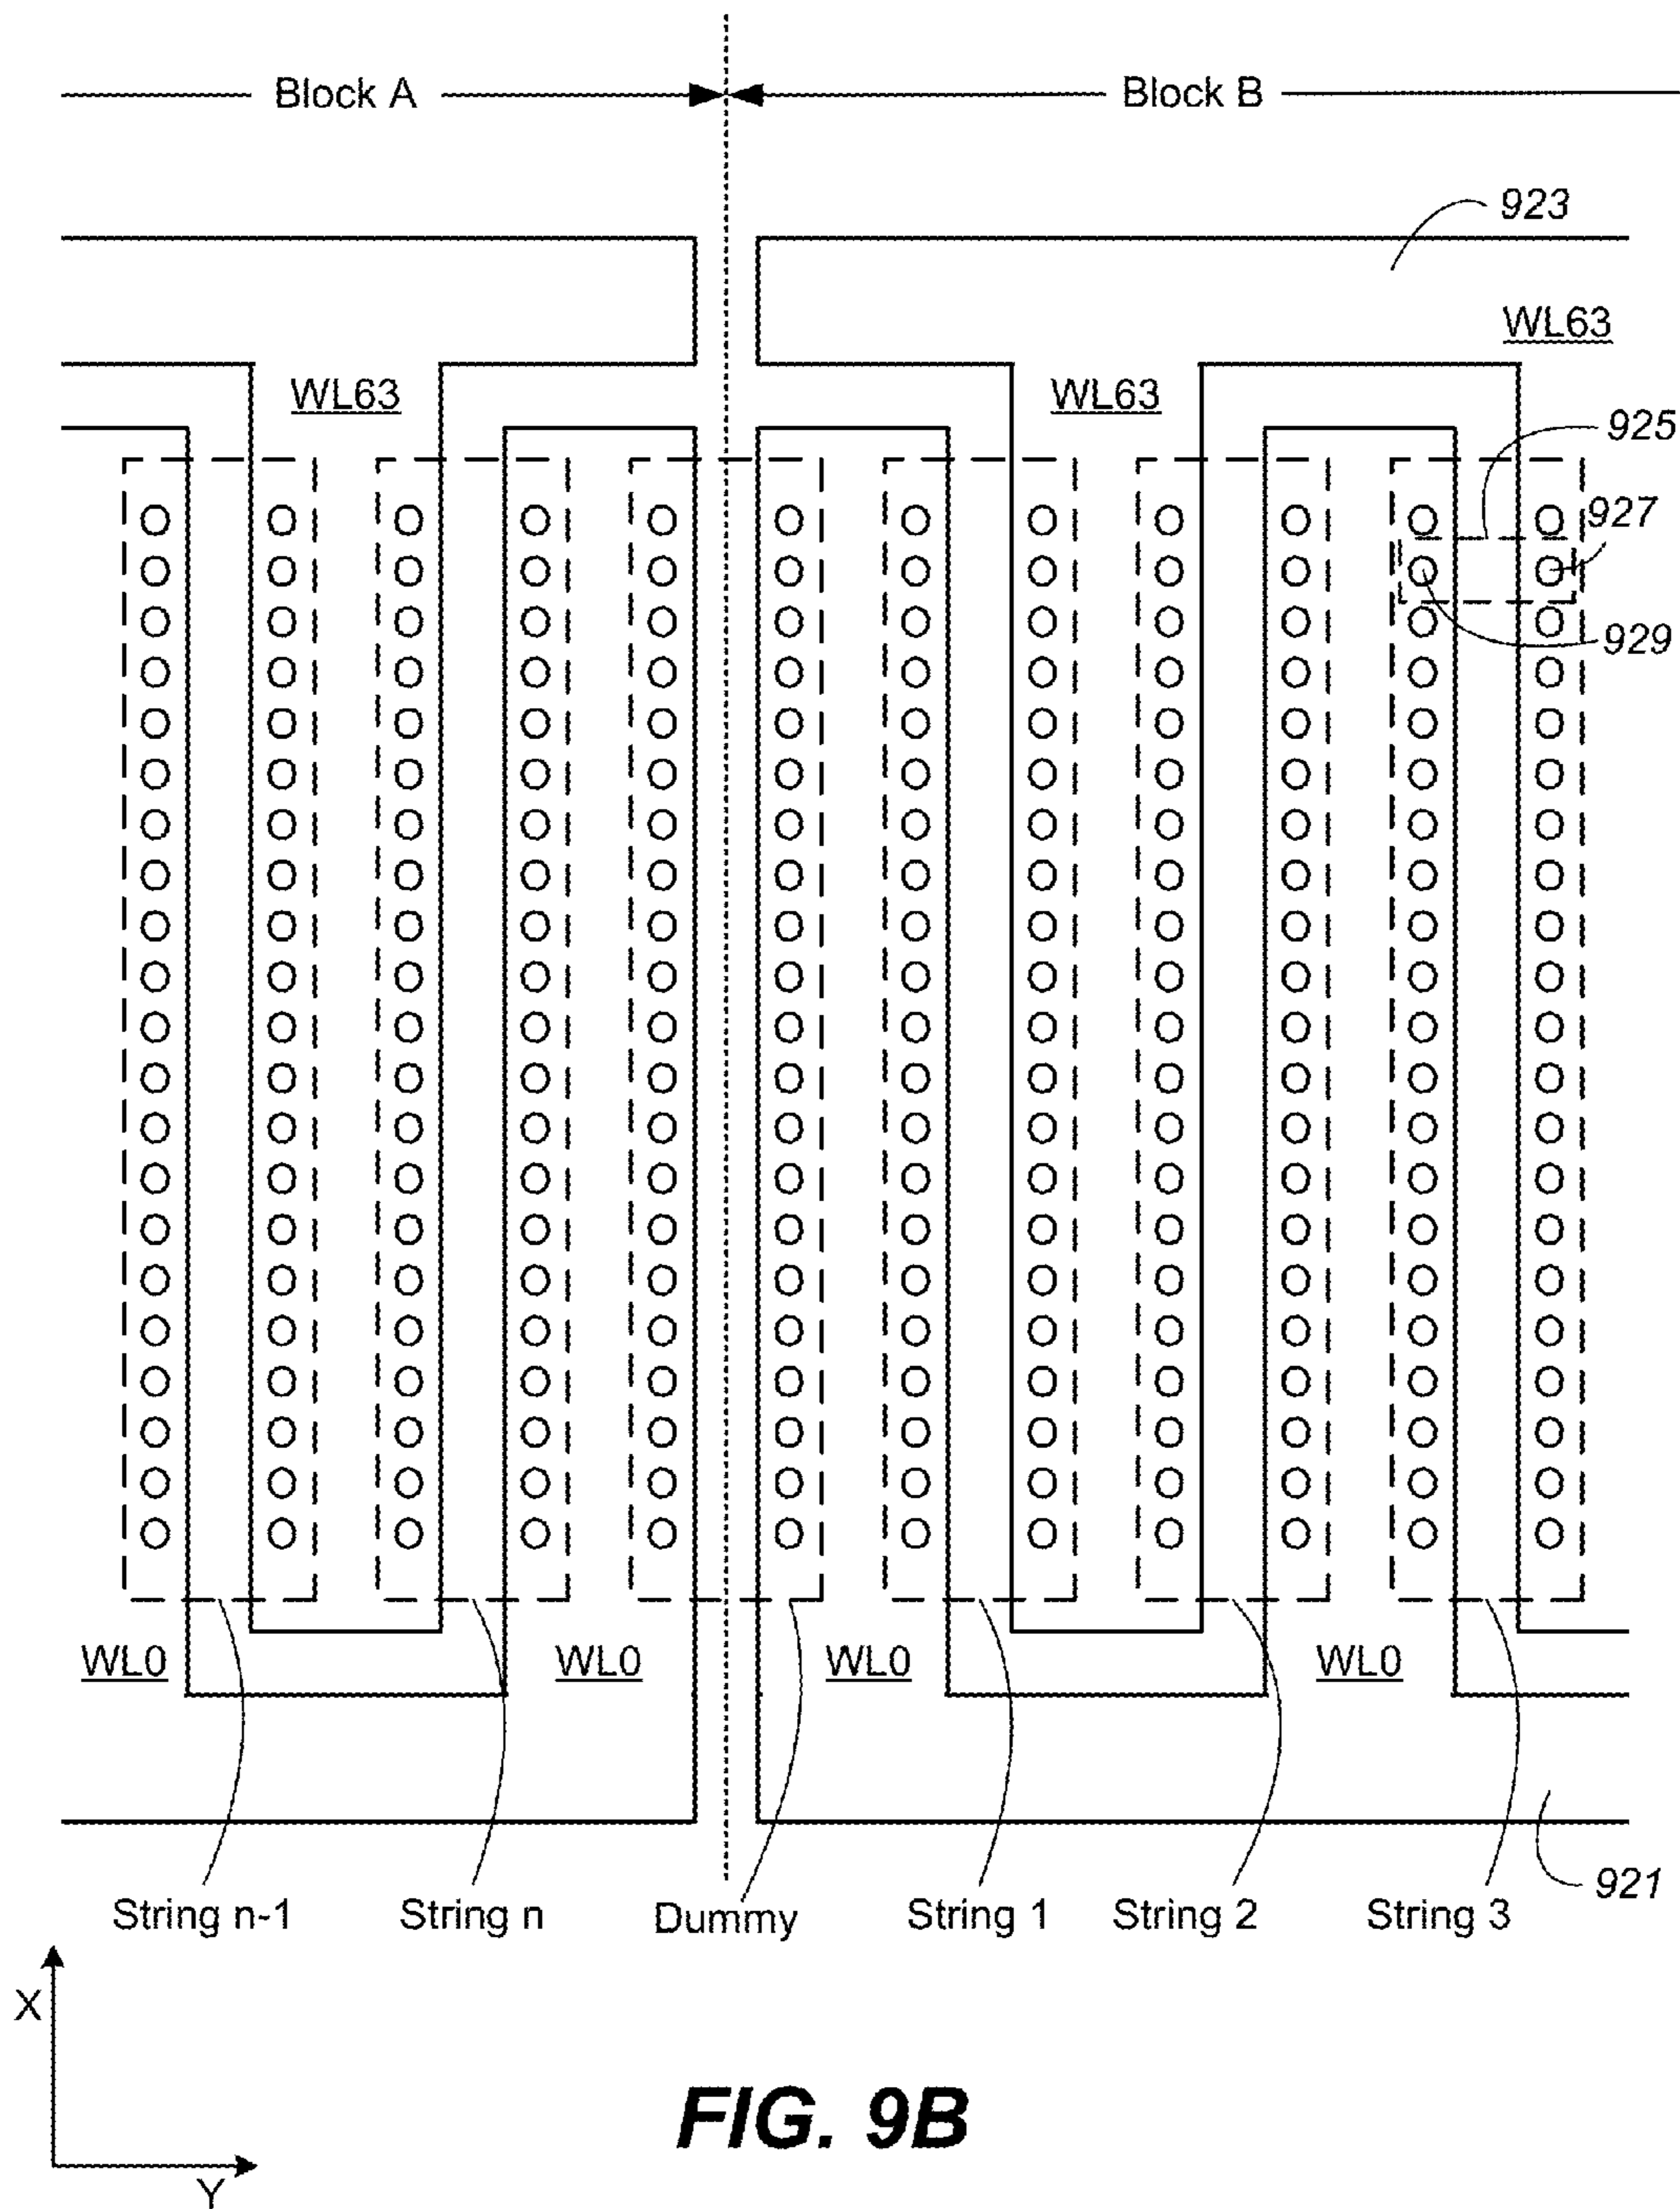 Block A
Block B
923
WL63
WL63
WL63
925
927
929
WL0
WL0
WL0
WL0
921
String n-1
String n
Dummy
String 1
String 2
String 3
X
Y
FIG. 9B